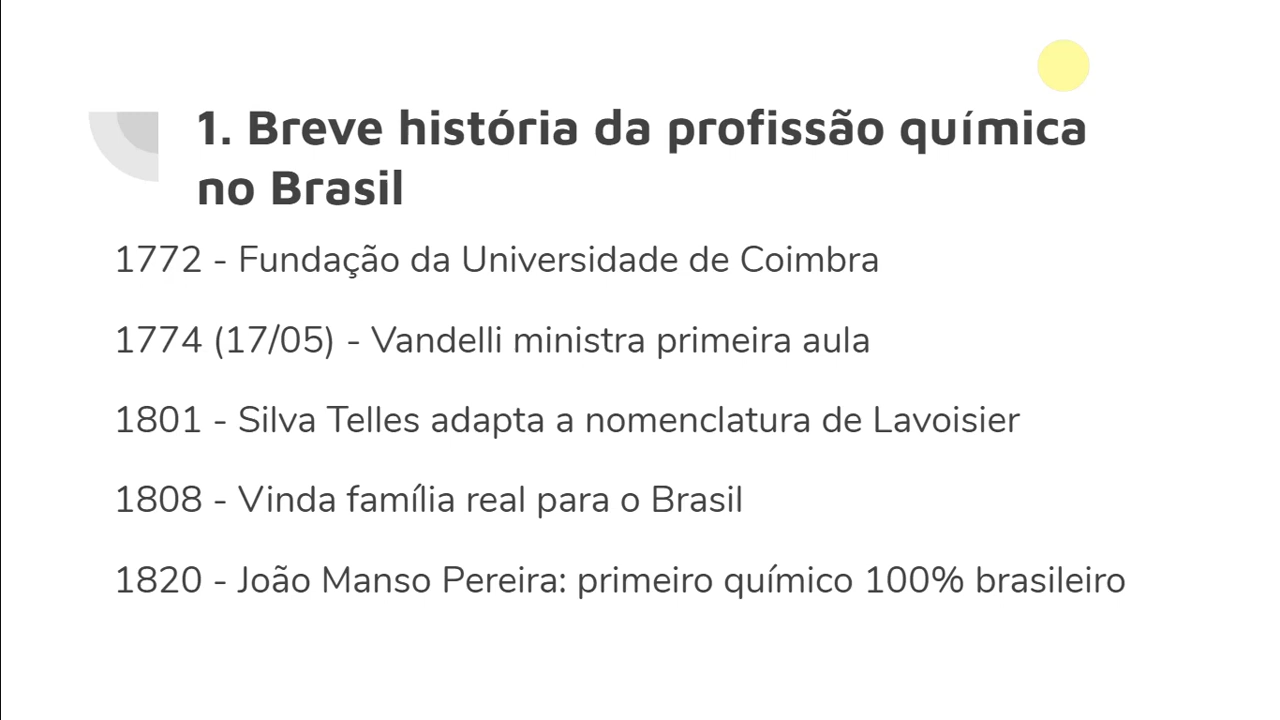 1. Breve história da profissão química
no Brasil
1772 - Fundação da Universidade de Coimbra
1774 (17/05) - Vandelli ministra primeira aula
1801 - Silva Telles adapta a nomenclatura de Lavoisier
1808 - Vinda família real para o Brasil
1820 - João Manso Pereira: primeiro químico 100% brasileiro